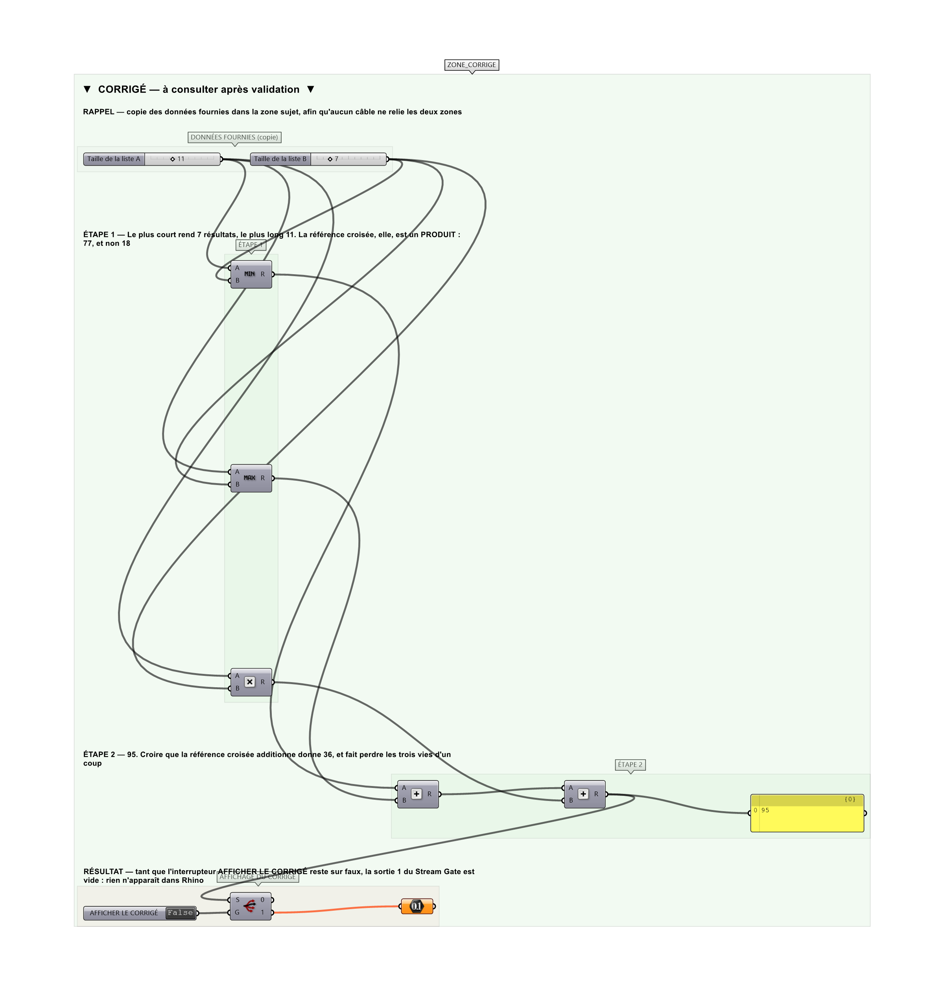 ZONE_CORRIGE
▼ CORRIGÉ — à consulter après validation ▼
RAPPEL — copie des données fournies dans la zone sujet, afin qu'aucun câble ne relie les deux zones
DONNÉES FOURNIES (copie)
Taille de la liste A 11
Taille de la liste B 7
ÉTAPE 1 — Le plus court rend 7 résultats, le plus long 11. La référence croisée, elle, est un PRODUIT :
77, et non 18
ÉTAPE 1
A
MIN R
B
A
MAX R
B
A
× R
B
ÉTAPE 2 — 95. Croire que la référence croisée additionne donne 36, et fait perdre les trois vies d'un
coup
ÉTAPE 2
A
+ R
B
A
+ R
B
{0}
0 95
RÉSULTAT — tant que l'interrupteur AFFICHER LE CORRIGÉ reste sur faux, la sortie 1 du Stream Gate est
vide : rien n'apparaît dans Rhino
AFFICHAGE DU CORRIGÉ
S 0
G 1
AFFICHER LE CORRIGÉ False
0.1